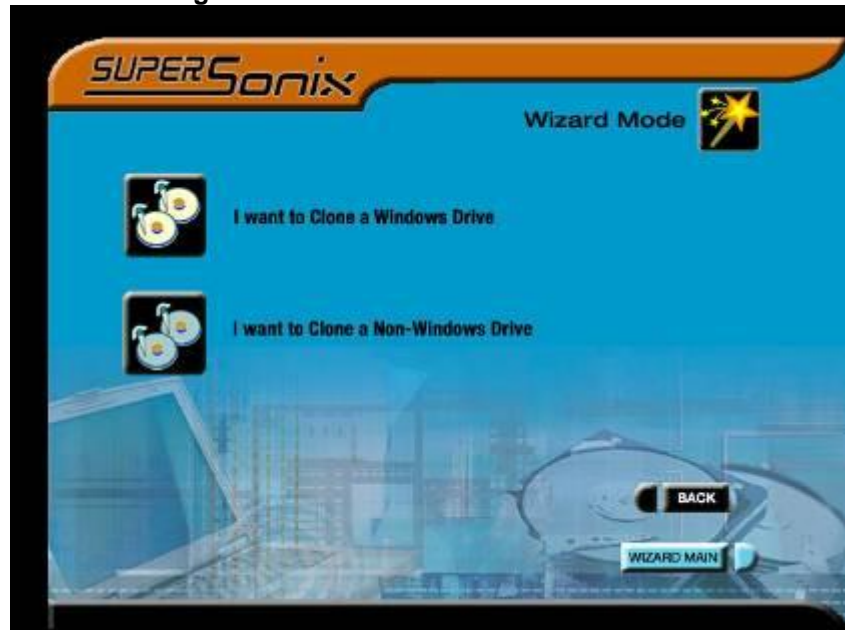 SUPERSonix
Wizard Mode
I want to Clone a Windows Drive
I want to Clone a Non-Windows Drive
BACK
WIZARD MAIN